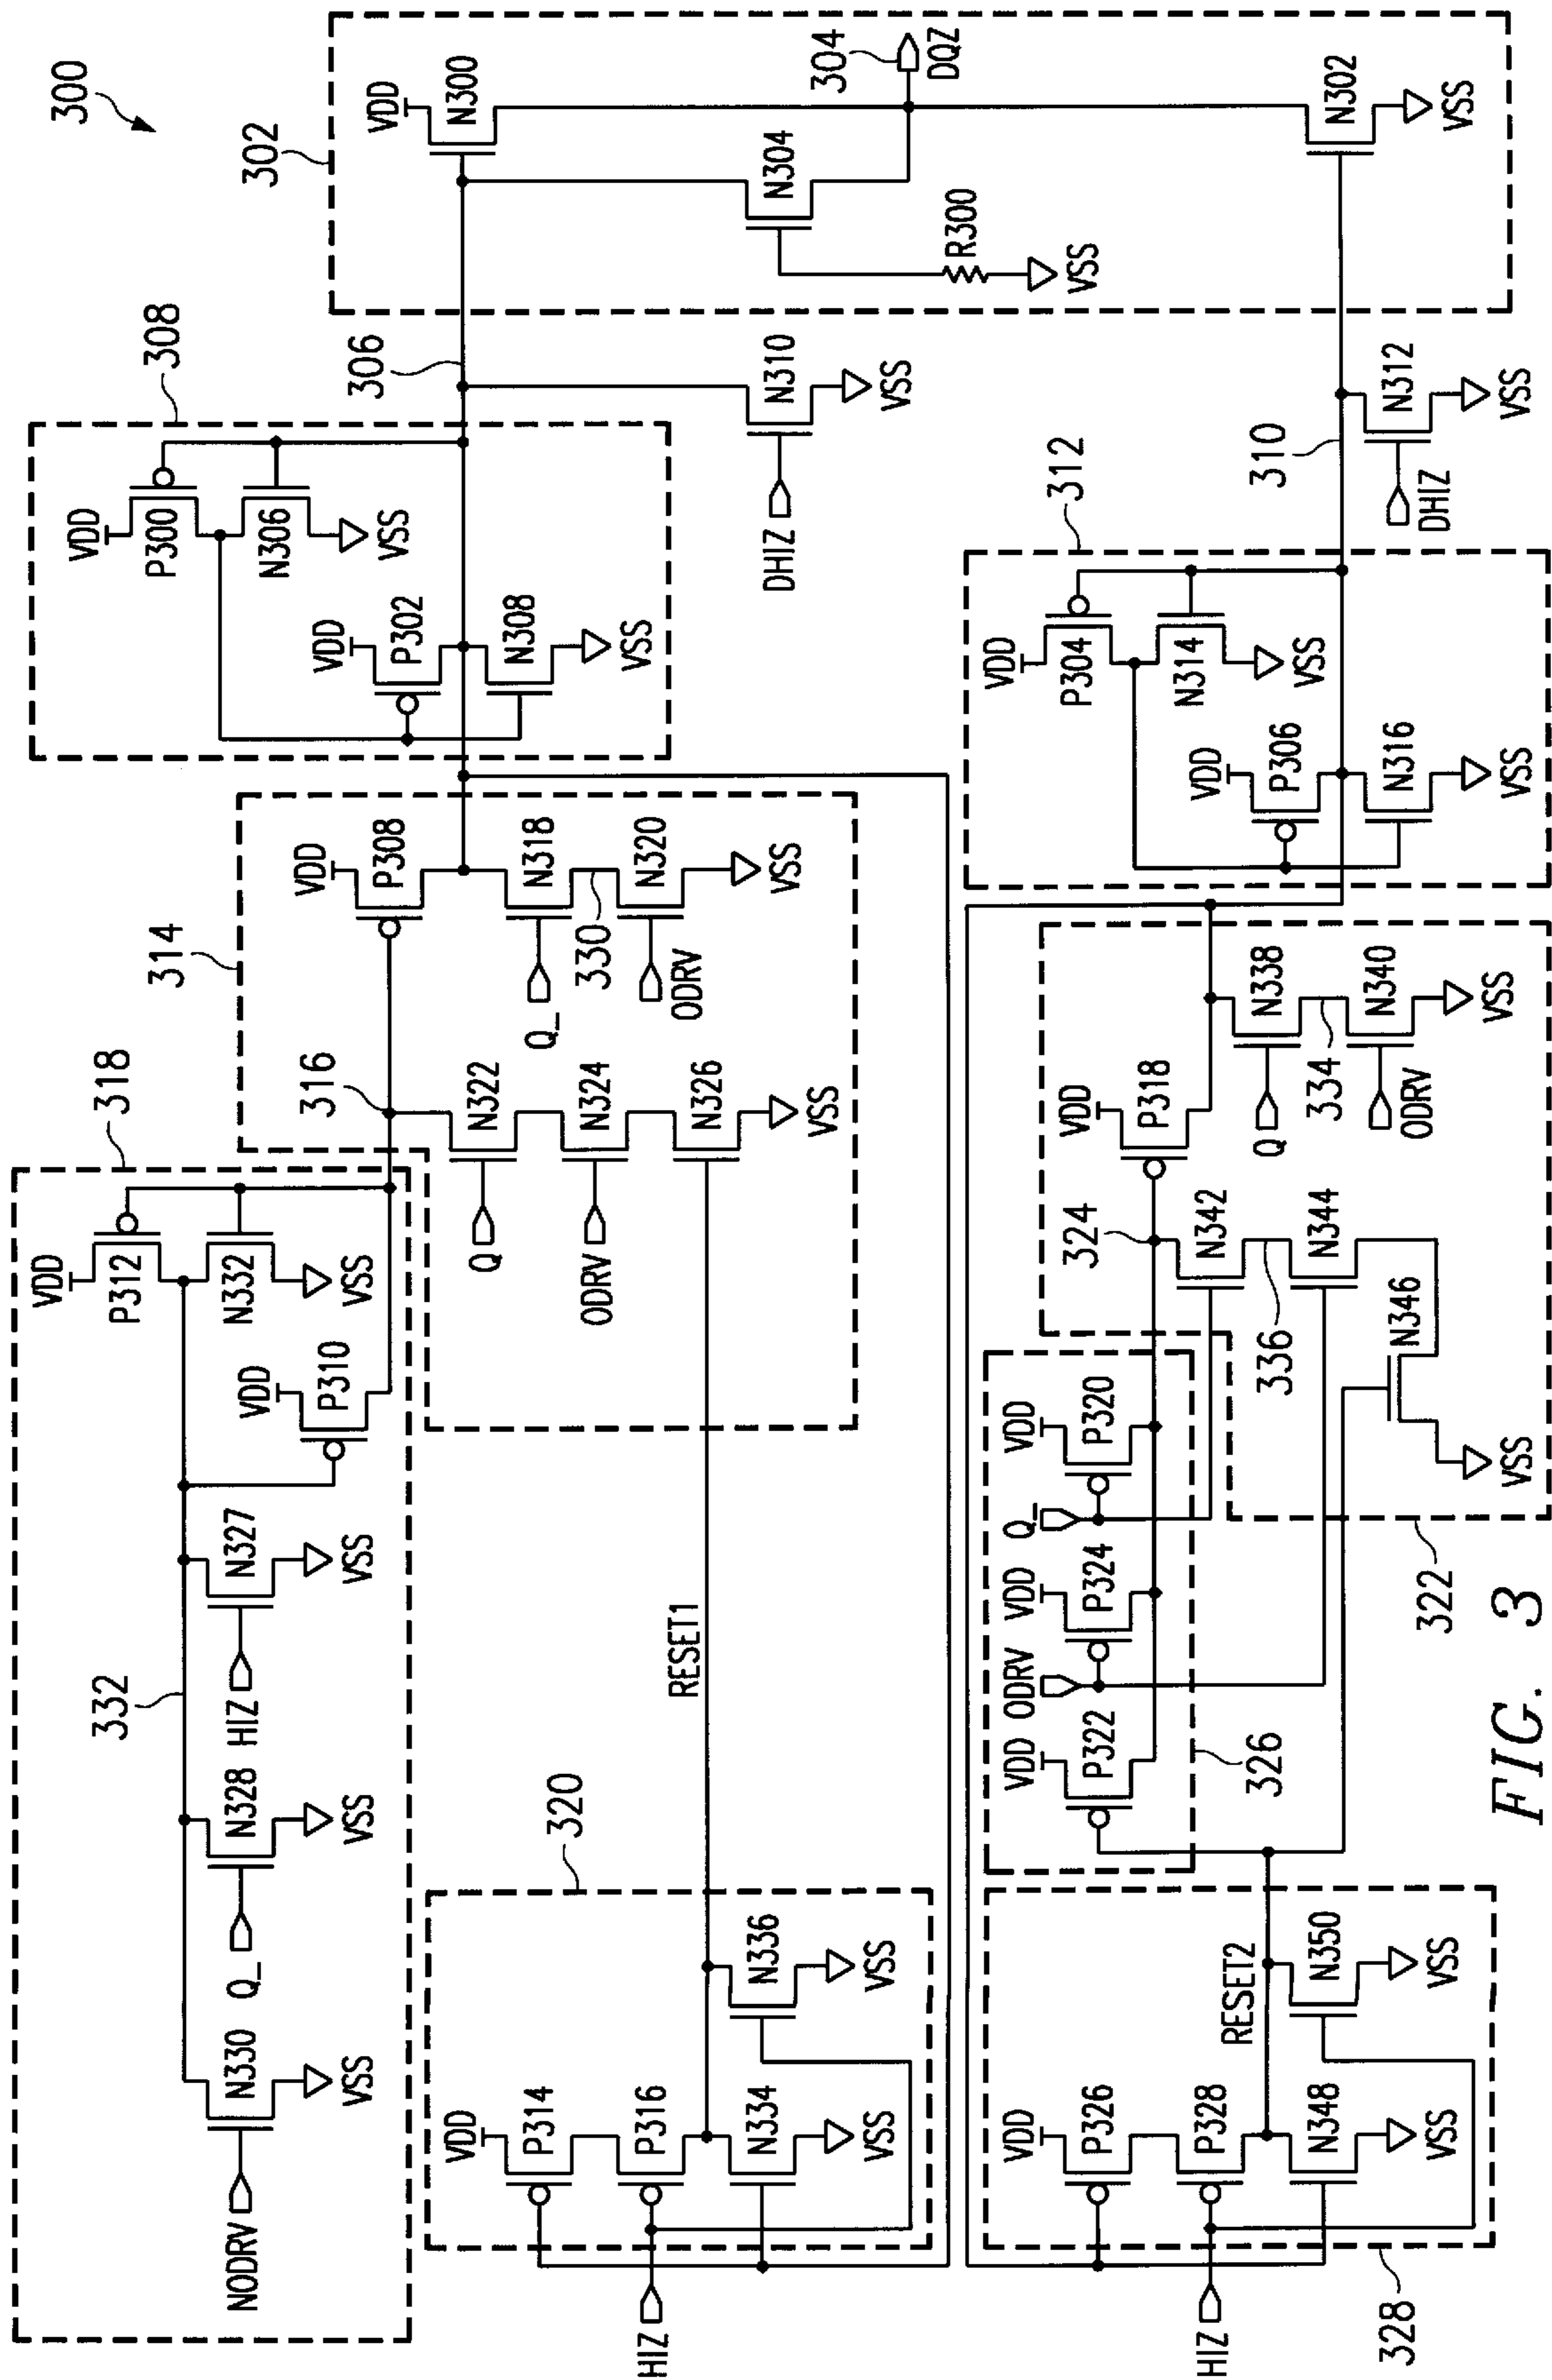 300
302
VDD
N300
304
DQZ
N304
R300
VSS
N302
VSS
308
VDD
P300
N306
VSS
VDD
P302
N308
VSS
306
DHIZ
N310
VSS
312
VDD
P304
N314
VSS
VDD
P306
N316
VSS
310
DHIZ
N312
VSS
314
VDD
P308
Q_
N318
330
ODRV
N320
VSS
316
Q
N322
ODRV
N324
N326
VSS
318
VDD
P312
N332
VSS
VDD
P310
332
HIZ
N327
VSS
Q_
N328
VSS
NODRV
N330
VSS
320
VDD
P314
HIZ
P316
N334
VSS
RESET1
N336
VSS
322
VDD
P318
Q
N338
334
ODRV
N340
VSS
324
N342
336
N344
N346
VSS
326
Q_
VDD
P320
ODRV
VDD
P324
VDD
P322
328
VDD
P326
HIZ
P328
N348
VSS
RESET2
N350
VSS
FIG. 3